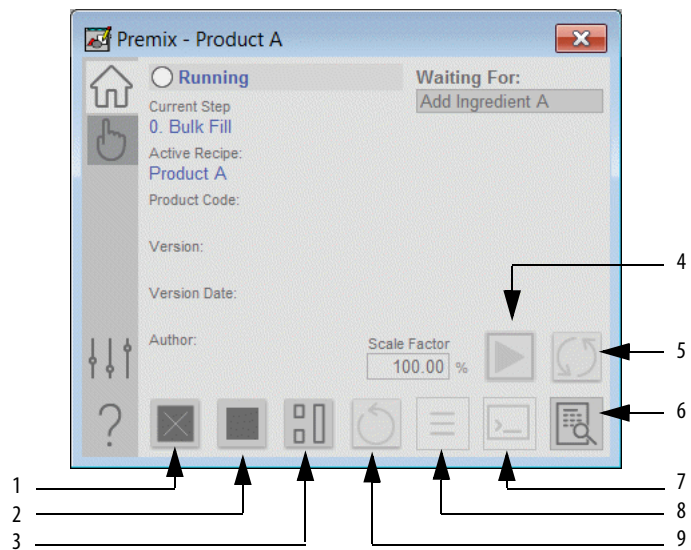 Premix - Product A
Running
Waiting For:
Add Ingredient A
Current Step
0. Bulk Fill
Active Recipe:
Product A
Product Code:
Version:
Version Date:
Author:
Scale Factor
100.00 %
?
>_
1
2
3
4
5
6
7
8
9